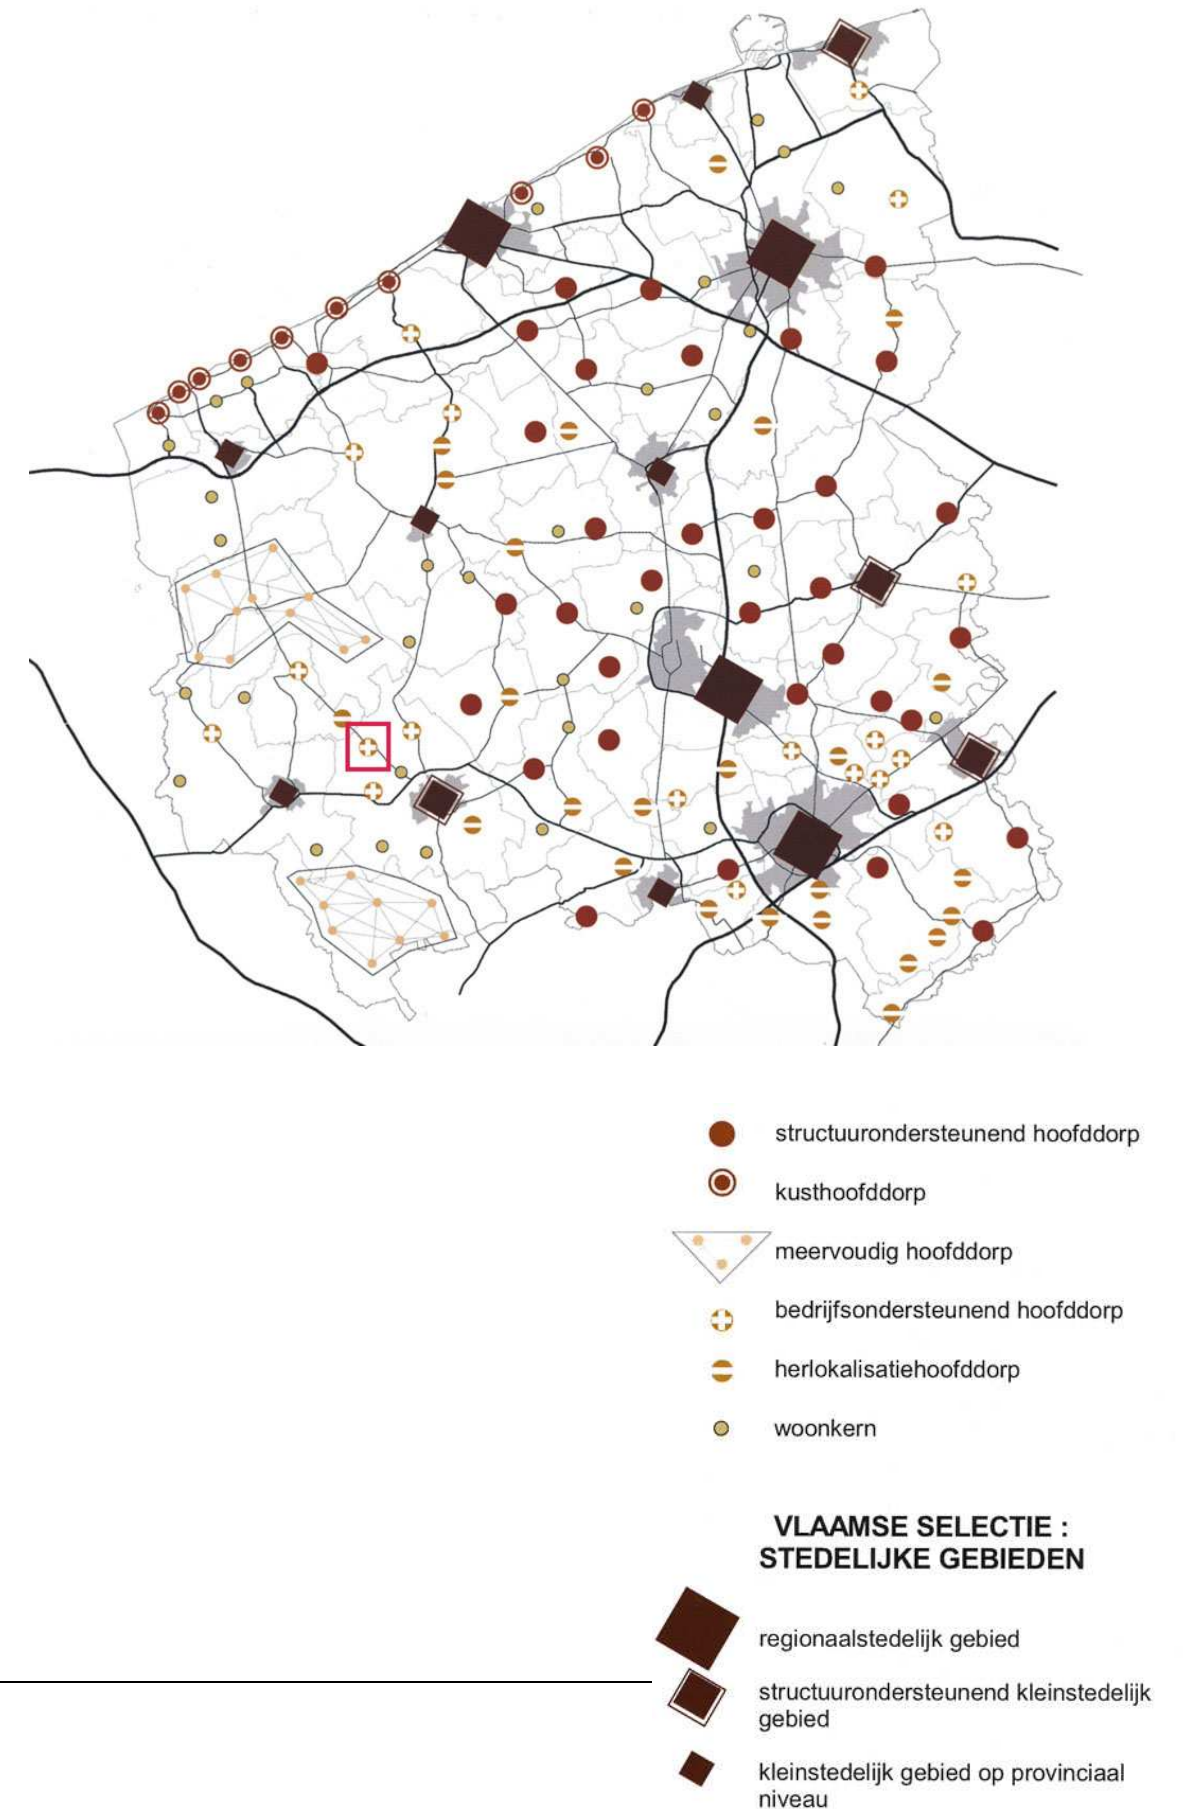 structuurondersteunend hoofddorp
kusthoofddorp
meervoudig hoofddorp
bedrijfsondersteunend hoofddorp
herlokalisatiehoofddorp
woonkern
VLAAMSE SELECTIE :
STEDELIJKE GEBIEDEN
regionaalstedelijk gebied
structuurondersteunend kleinstedelijk
gebied
kleinstedelijk gebied op provinciaal
niveau